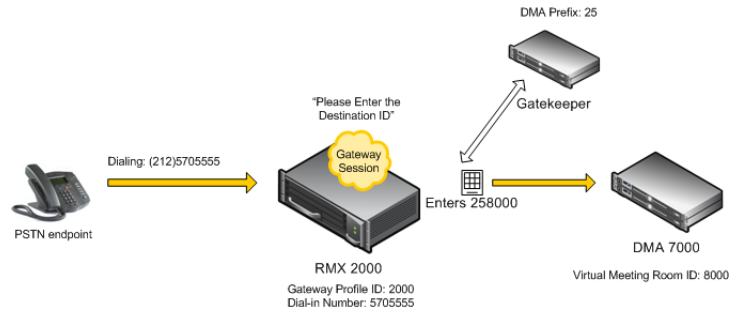 DMA Prefix: 25
Gatekeeper
"Please Enter the
Destination ID"
Gateway
Session
Dialing: (212)5705555
Enters 258000
PSTN endpoint
RMX 2000
Gateway Profile ID: 2000
Dial-in Number: 5705555
DMA 7000
Virtual Meeting Room ID: 8000